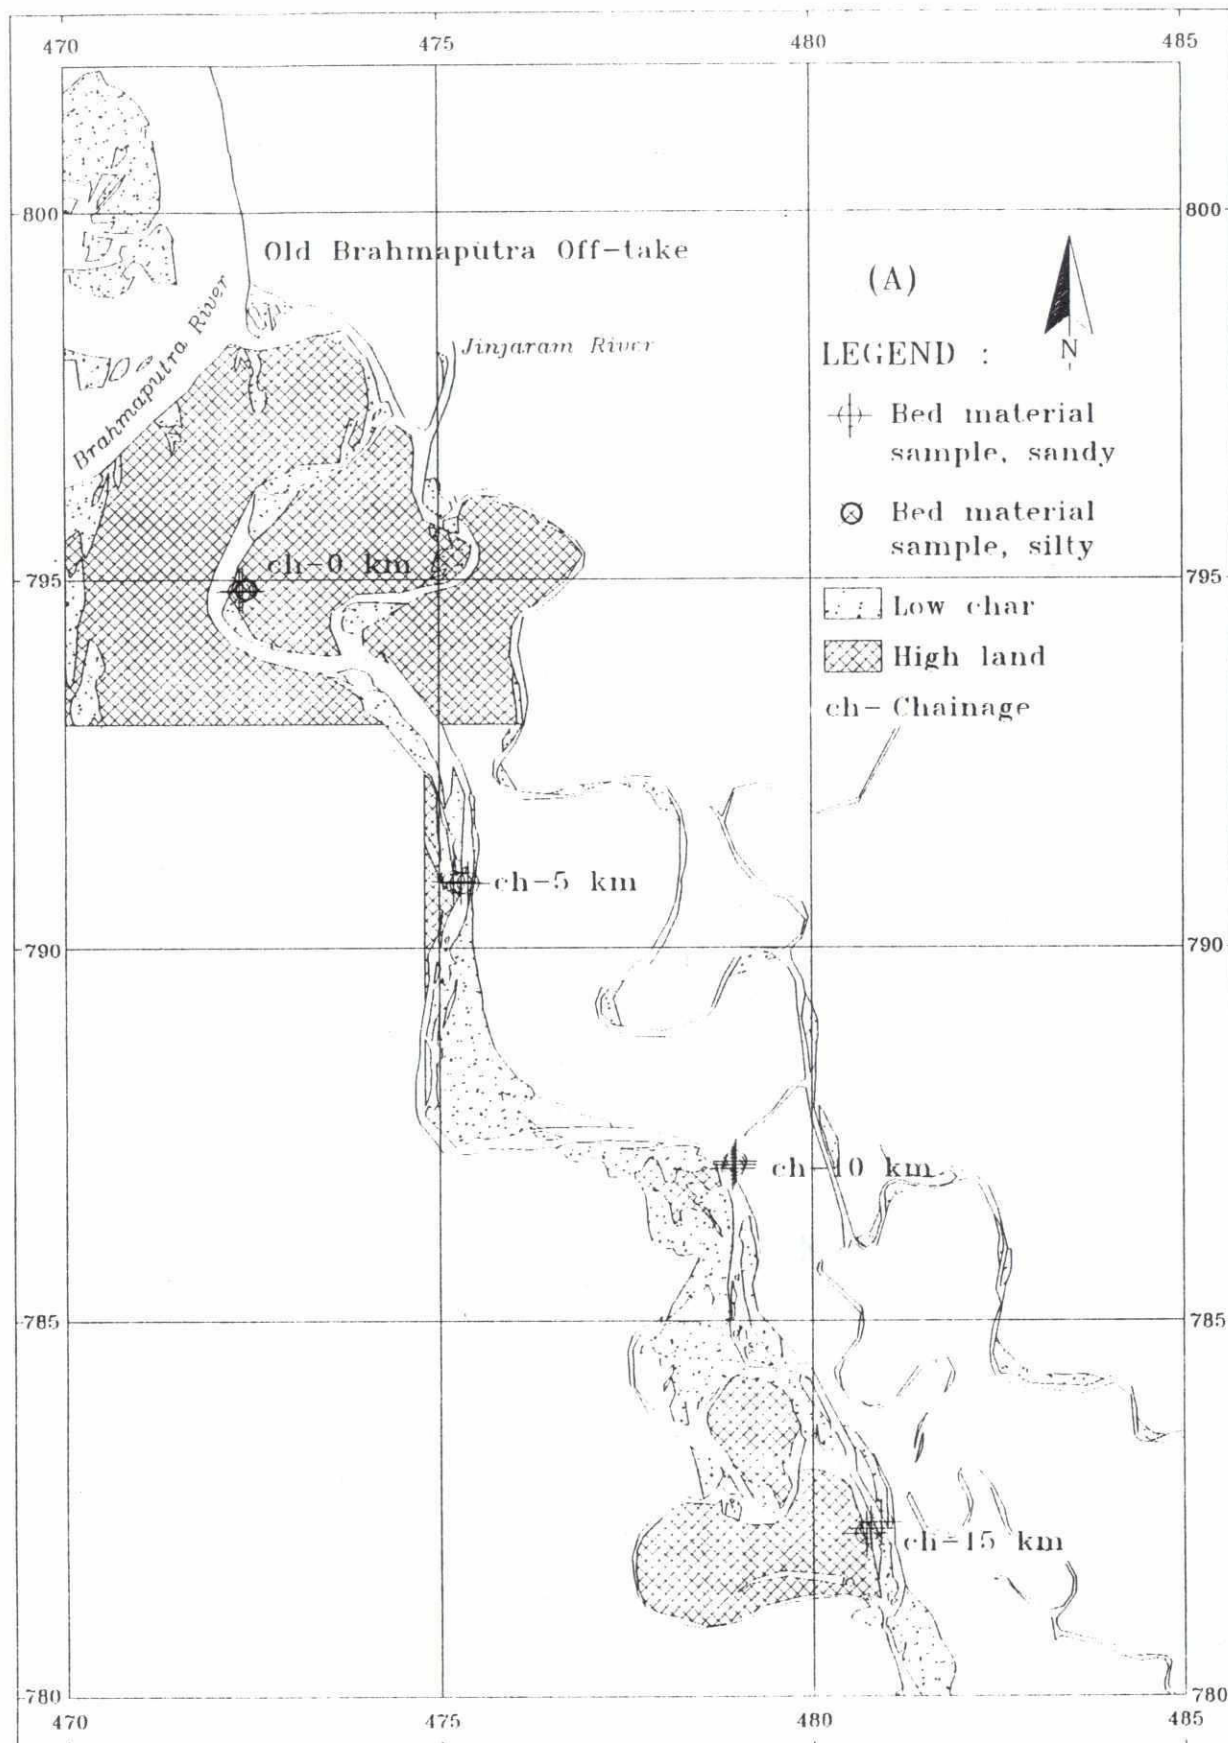 470 475 480 485
800 800
Old Brahmaputra Off-take
(A)
Brahmaputra River
Jinjaram River
N
LEGEND :
Bed material
sample, sandy
Bed material
sample, silty
ch-0 km
795 795
Low char
High land
ch- Chainage
ch-5 km
790 790
ch-10 km
785 785
ch-15 km
780 780
470 475 480 485